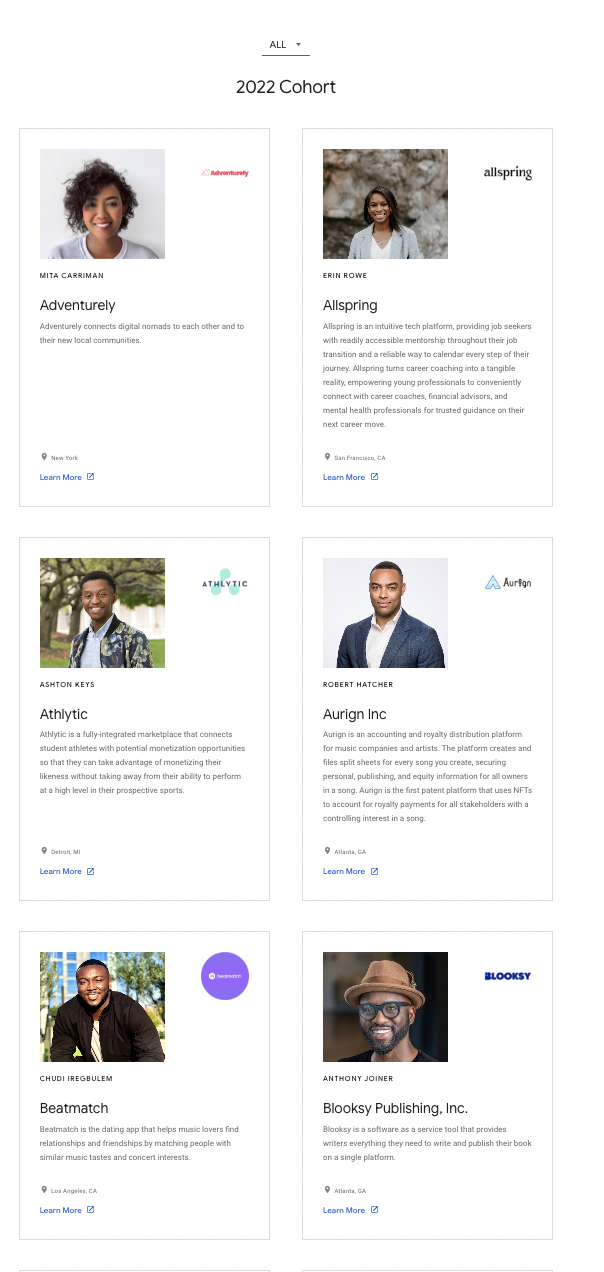 ALL
2022 Cohort
Adventurely
MITA CARRIMAN
Adventurely
Adventurely connects digital nomads to each other and to
their new local communities.
New York
Learn More
allspring
ERIN ROWE
Allspring
Allspring is an intuitive tech platform, providing job seekers
with readily accessible mentorship throughout their job
transition and a reliable way to calendar every step of their
journey. Allspring turns career coaching into a tangible
reality, empowering young professionals to conveniently
connect with career coaches, financial advisors, and
mental health professionals for trusted guidance on their
next career move.
San Francisco, CA
Learn More
ATHLYTIC
ASHTON KEYS
Athlytic
Athlytic is a fully-integrated marketplace that connects
student athletes with potential monetization opportunities
so that they can take advantage of monetizing their
likeness without taking away from their ability to perform
at a high level in their prospective sports.
Detroit, MI
Learn More
Aurign
ROBERT HATCHER
Aurign Inc
Aurign is an accounting and royalty distribution platform
for music companies and artists. The platform creates and
files split sheets for every song you create, securing
personal, publishing, and equity information for all owners
in a song. Aurign is the first patent platform that uses NFTs
to account for royalty payments for all stakeholders with a
controlling interest in a song.
Atlanta, GA
Learn More
beatmatch
CHUDI IREGBULEM
Beatmatch
Beatmatch is the dating app that helps music lovers find
relationships and friendships by matching people with
similar music tastes and concert interests.
Los Angeles, CA
Learn More
BLOOKSY
ANTHONY JOINER
Blooksy Publishing, Inc.
Blooksy is a software as a service tool that provides
writers everything they need to write and publish their book
on a single platform.
Atlanta, GA
Learn More